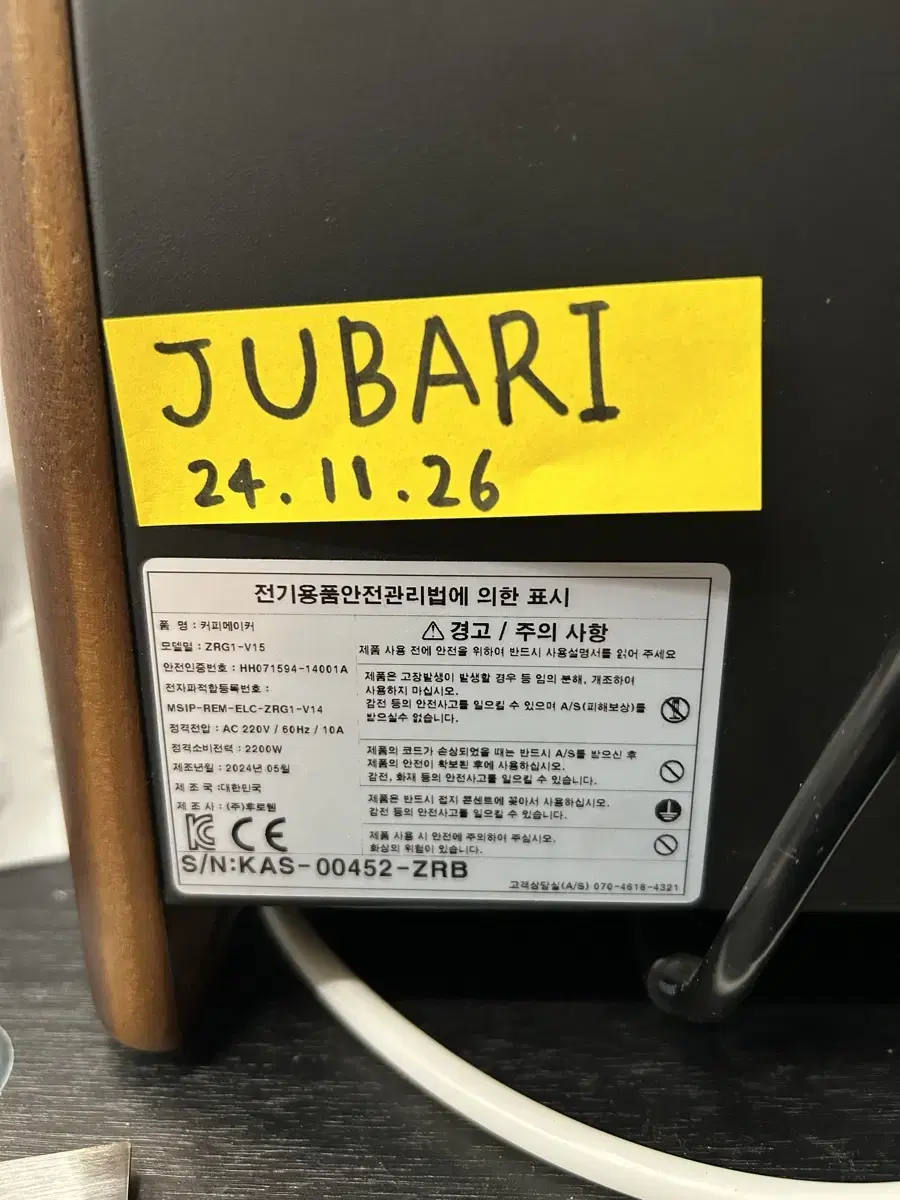 JUBARI
24.11.26
전기용품안전관리법에 의한 표시
품 명 : 커피메이커
모델명 : ZRG1-V15
안전인증번호 : HH071594-14001A
전자파적합등록번호 :
MSIP-REM-ELC-ZRG1-V14
정격전압 : AC 220V / 60Hz / 10A
정격소비전력 : 2200W
제조년월 : 2024년 05월
제 조 국 :대한민국
제 조 사 : (주)후로웰
⚠경고 / 주의 사항
제품 사용 전에 안전을 위하여 반드시 사용설명서를 읽어 주세요
제품은 고장발생이 발생할 경우 등 임의 분해, 개조하여
사용하지 마십시오.
감전 등의 안전사고를 일으킬 수 있으며 A/S(피해보상)를
받으실수 없습니다.
제품의 코드가 손상되었을 때는 반드시 A/S를 받으신 후
제품의 안전이 확보된 후에 사용하십시오.
감전, 화재 등의 안전사고를 일으킬 수 있습니다.
제품은 반드시 접지 콘센트에 꽂아서 사용하십시오.
감전 등의 안전사고를 일으킬 수 있습니다.
제품 사용 시 안전에 주의하여 주십시오.
화상의 위험이 있습니다.
KC CE
S/N:KAS-00452-ZRB
고객상담실(A/S) 070-4616-4321